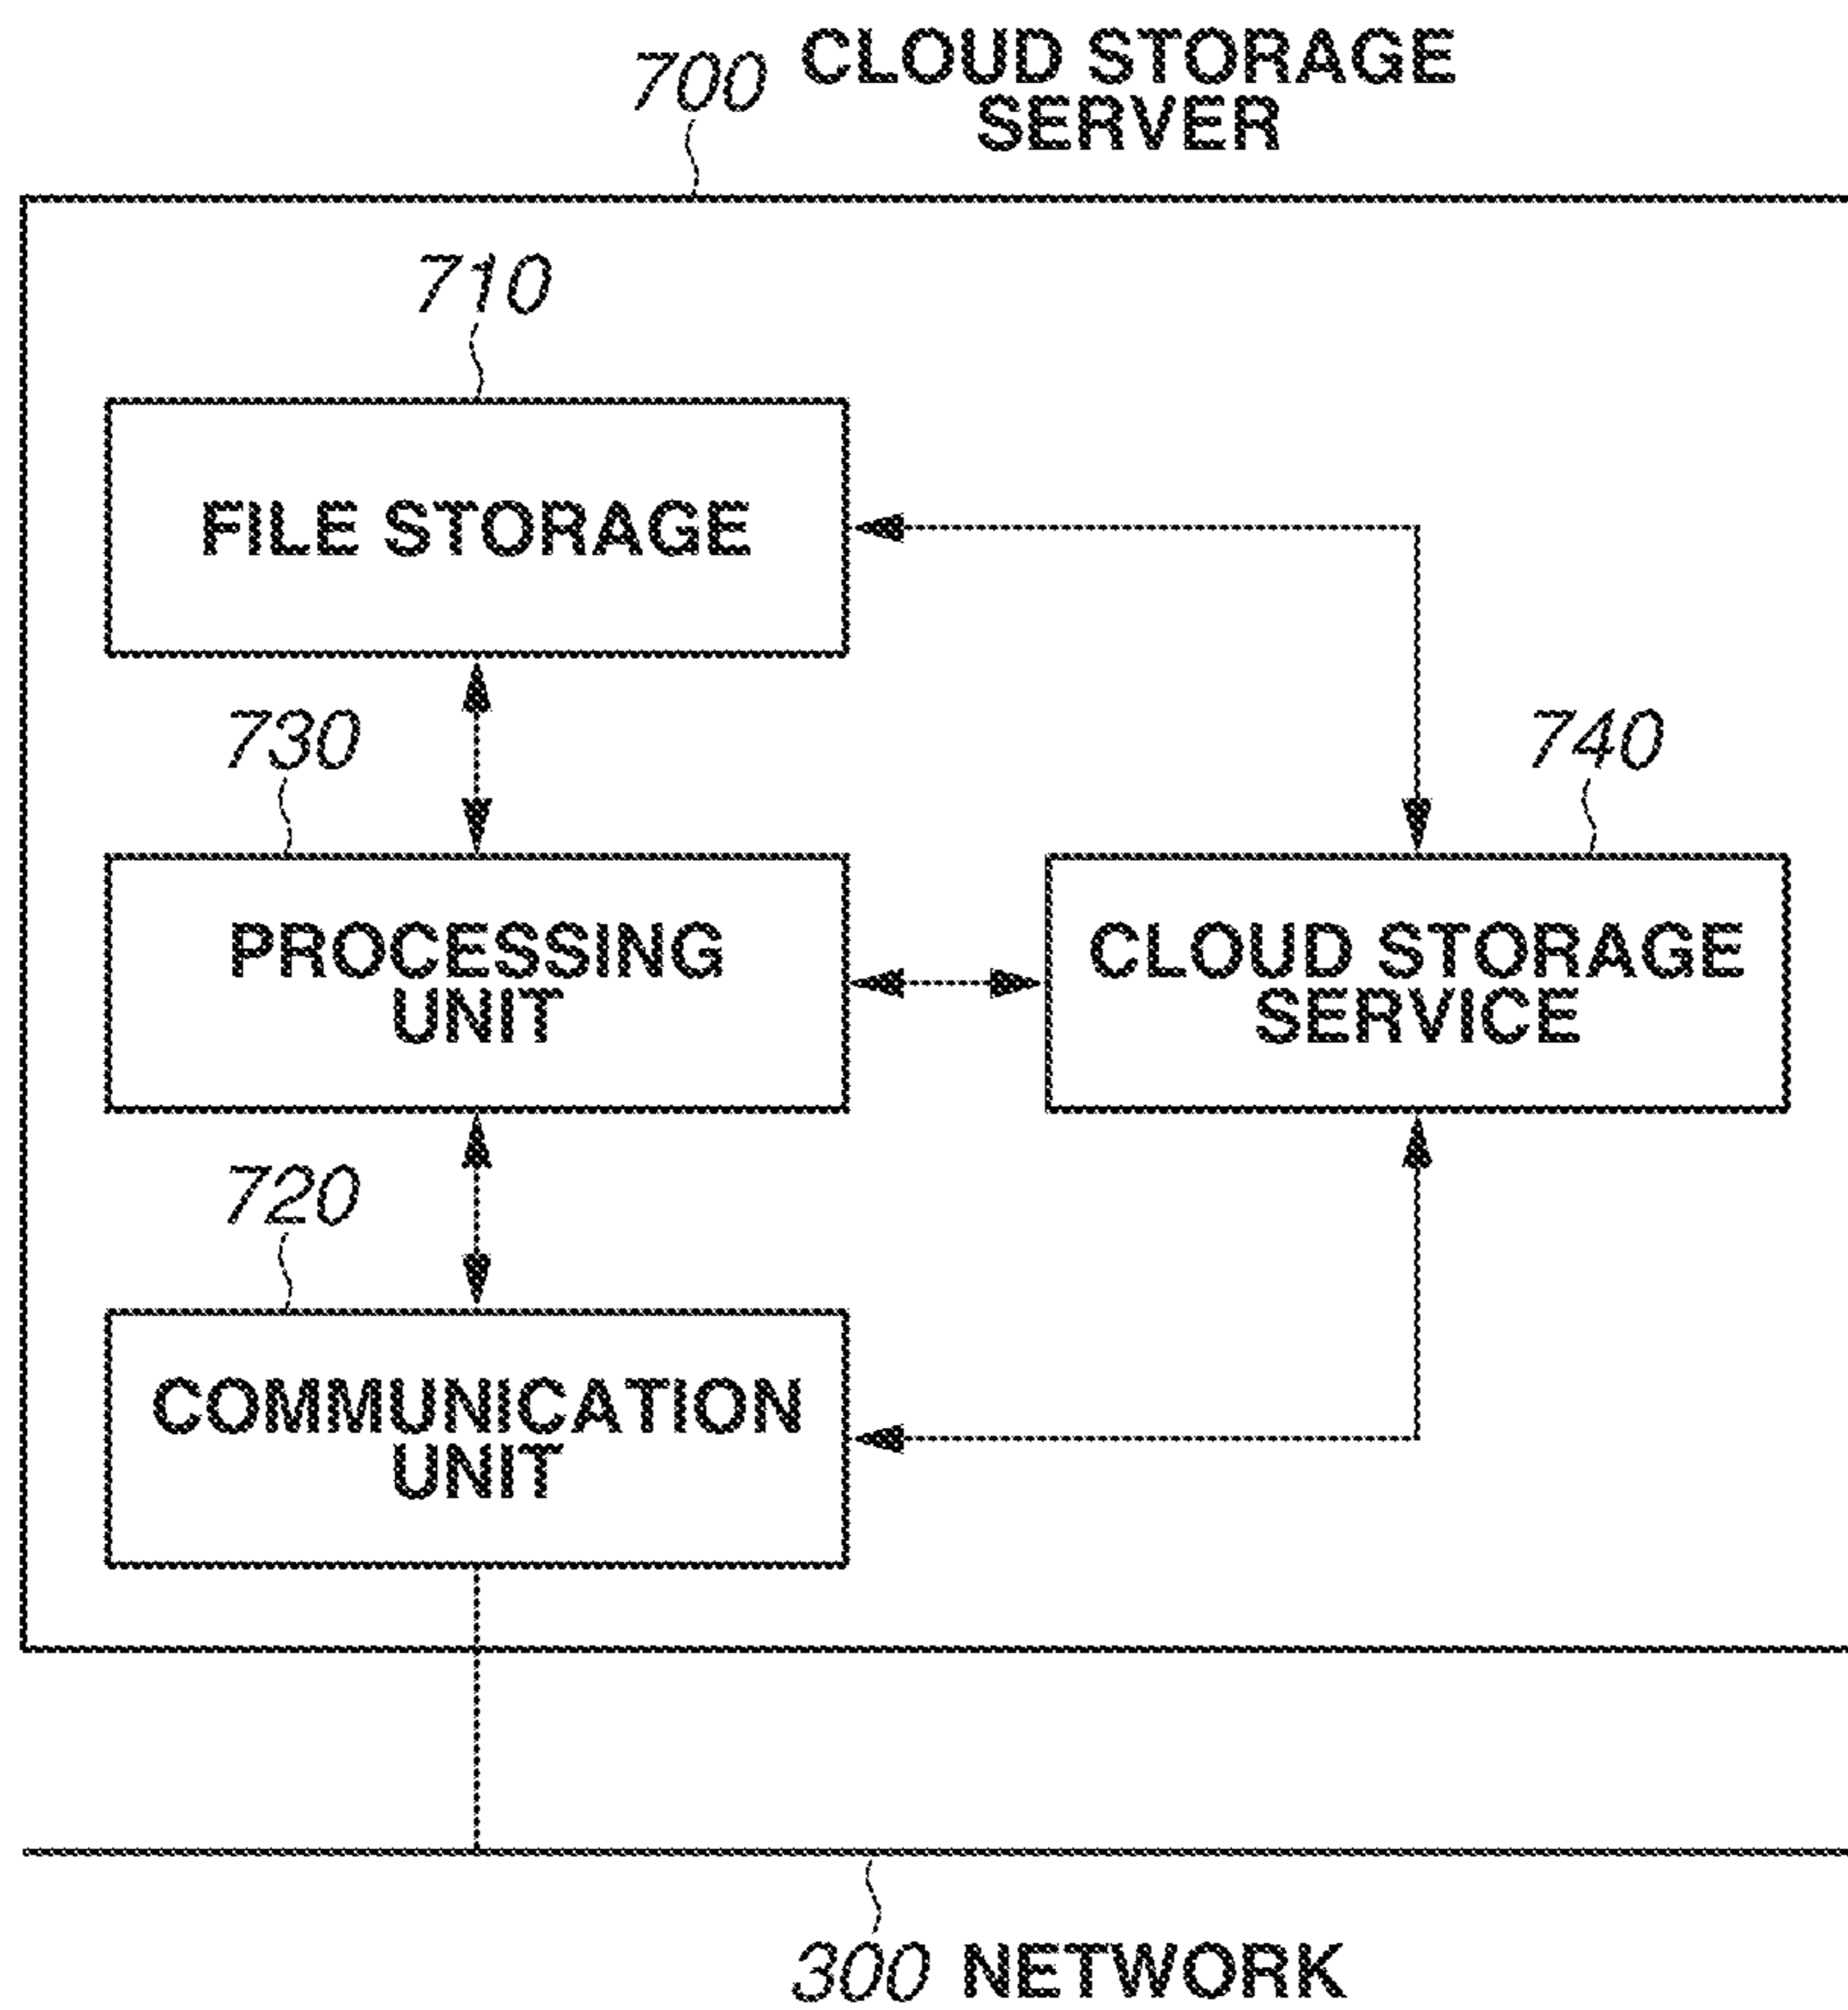 700 CLOUD STORAGE
SERVER
710
FILE STORAGE
730
740
PROCESSING
UNIT
CLOUD STORAGE
SERVICE
720
COMMUNICATION
UNIT
300 NETWORK